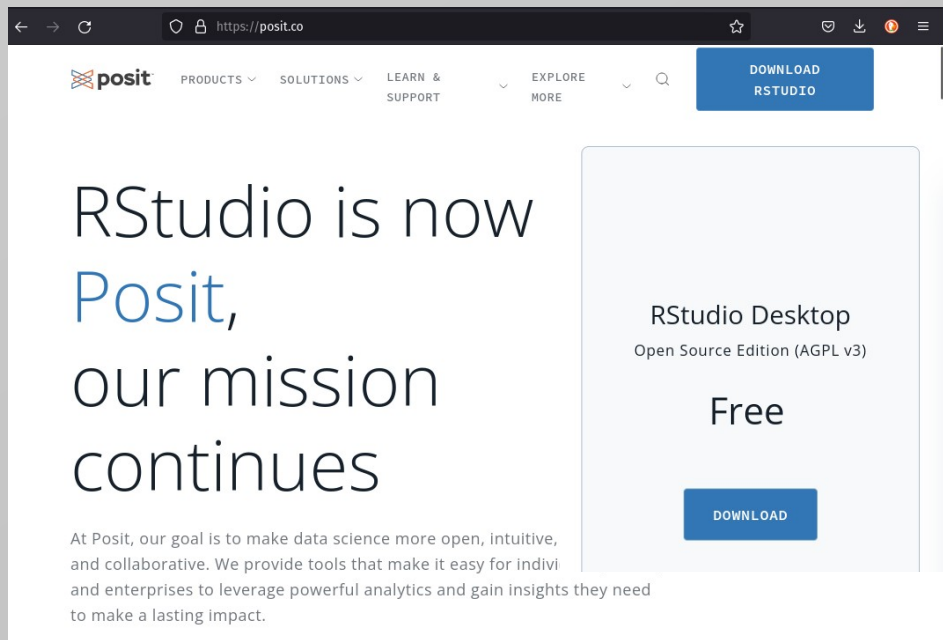 https://posit.co
posit
PRODUCTS
SOLUTIONS
LEARN &
SUPPORT
EXPLORE
MORE
DOWNLOAD
RSTUDIO
RStudio is now
Posit,
our mission
continues
At Posit, our goal is to make data science more open, intuitive,
and collaborative. We provide tools that make it easy for indivi
and enterprises to leverage powerful analytics and gain insights they need
to make a lasting impact.
RStudio Desktop
Open Source Edition (AGPL v3)
Free
DOWNLOAD